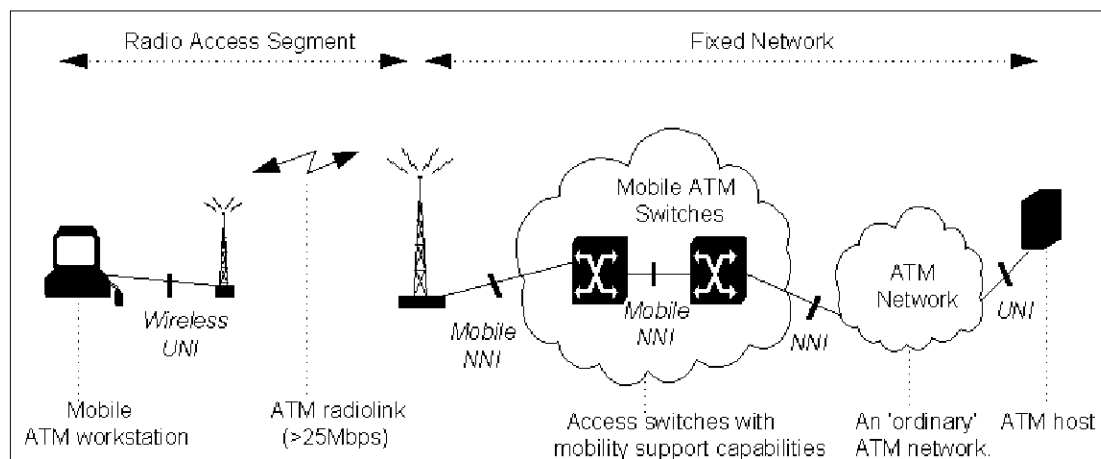 Radio Access Segment
Fixed Network
Mobile ATM
Switches
ATM
Network
Wireless
UNI
Mobile
NNI
Mobile
NNI
NNI
UNI
Mobile
ATM workstation
ATM radiolink
(>25Mbps)
Access switches with
mobility support capabilities
An 'ordinary'
ATM network.
ATM host